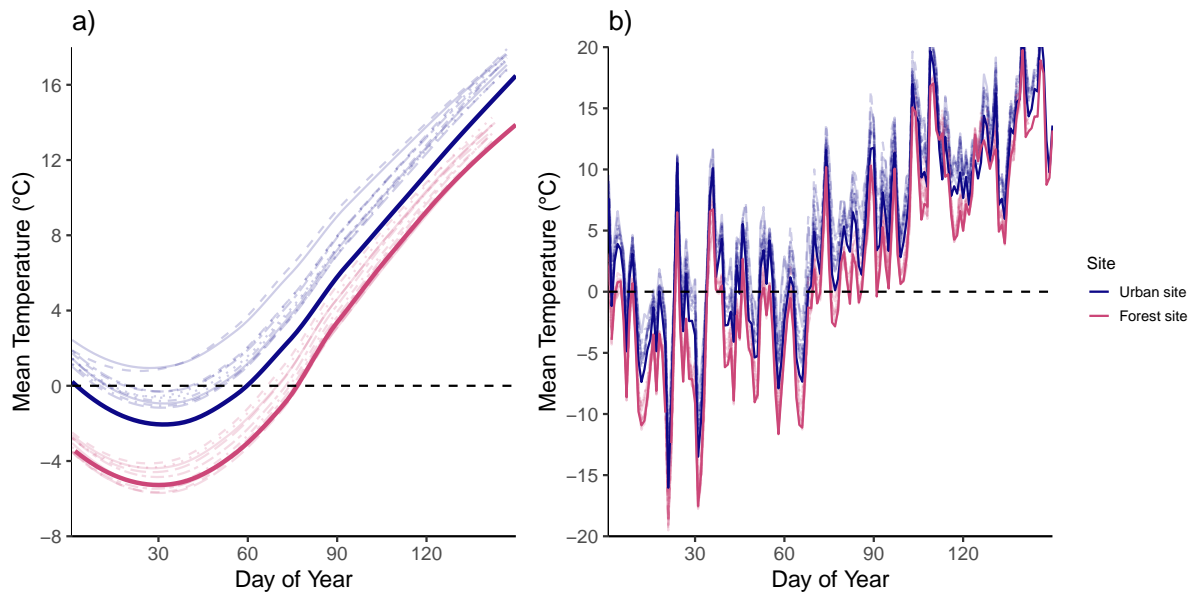 a)
Mean Temperature (°C)
16
12
8
4
0
−4
−8
30
60
90
120
Day of Year
b)
Mean Temperature (°C)
20
15
10
5
0
−5
−10
−15
−20
30
60
90
120
Day of Year
Site
Urban site
Forest site